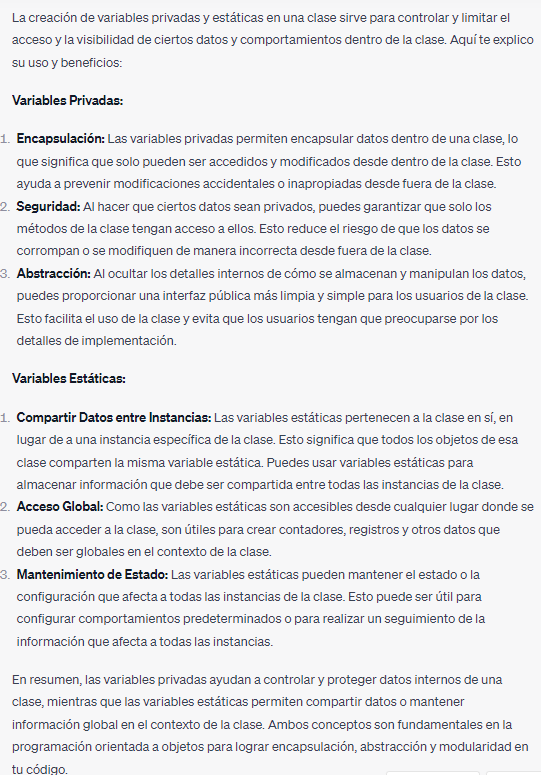 La creación de variables privadas y estáticas en una clase sirve para controlar y limitar el
acceso y la visibilidad de ciertos datos y comportamientos dentro de la clase. Aquí te explico
su uso y beneficios:
Variables Privadas:
1. Encapsulación: Las variables privadas permiten encapsular datos dentro de una clase, lo
que significa que solo pueden ser accedidos y modificados desde dentro de la clase. Esto
ayuda a prevenir modificaciones accidentales o inapropiadas desde fuera de la clase.
2. Seguridad: Al hacer que ciertos datos sean privados, puedes garantizar que solo los
métodos de la clase tengan acceso a ellos. Esto reduce el riesgo de que los datos se
corrompan o se modifiquen de manera incorrecta desde fuera de la clase.
3. Abstracción: Al ocultar los detalles internos de cómo se almacenan y manipulan los datos,
puedes proporcionar una interfaz pública más limpia y simple para los usuarios de la clase.
Esto facilita el uso de la clase y evita que los usuarios tengan que preocuparse por los
detalles de implementación.
Variables Estáticas:
1. Compartir Datos entre Instancias: Las variables estáticas pertenecen a la clase en sí, en
lugar de a una instancia específica de la clase. Esto significa que todos los objetos de esa
clase comparten la misma variable estática. Puedes usar variables estáticas para
almacenar información que debe ser compartida entre todas las instancias de la clase.
2. Acceso Global: Como las variables estáticas son accesibles desde cualquier lugar donde se
pueda acceder a la clase, son útiles para crear contadores, registros y otros datos que
deben ser globales en el contexto de la clase.
3. Mantenimiento de Estado: Las variables estáticas pueden mantener el estado o la
configuración que afecta a todas las instancias de la clase. Esto puede ser útil para
configurar comportamientos predeterminados o para realizar un seguimiento de la
información que afecta a todas las instancias.
En resumen, las variables privadas ayudan a controlar y proteger datos internos de una
clase, mientras que las variables estáticas permiten compartir datos o mantener
información global en el contexto de la clase. Ambos conceptos son fundamentales en la
programación orientada a objetos para lograr encapsulación, abstracción y modularidad en
tu código.